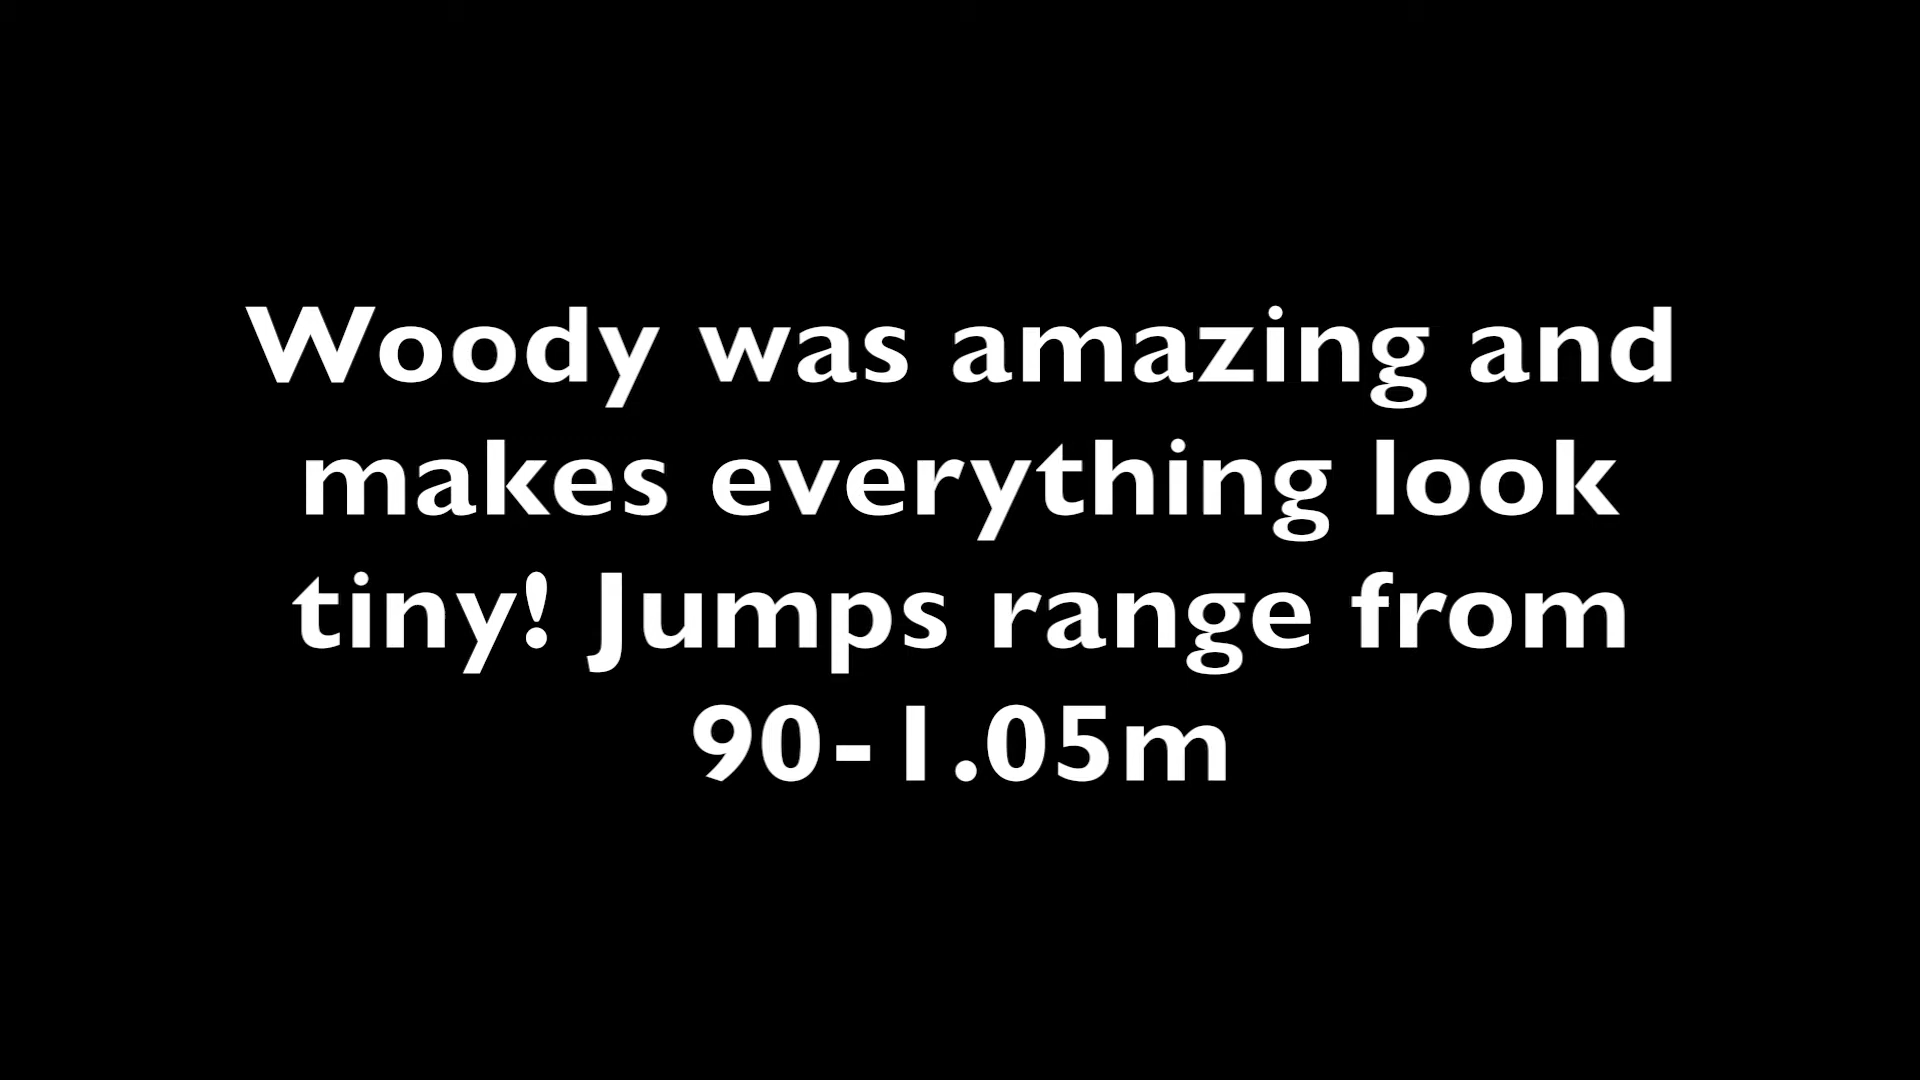 Woody was amazing and
makes everything look
tiny! Jumps range from
90-1.05m